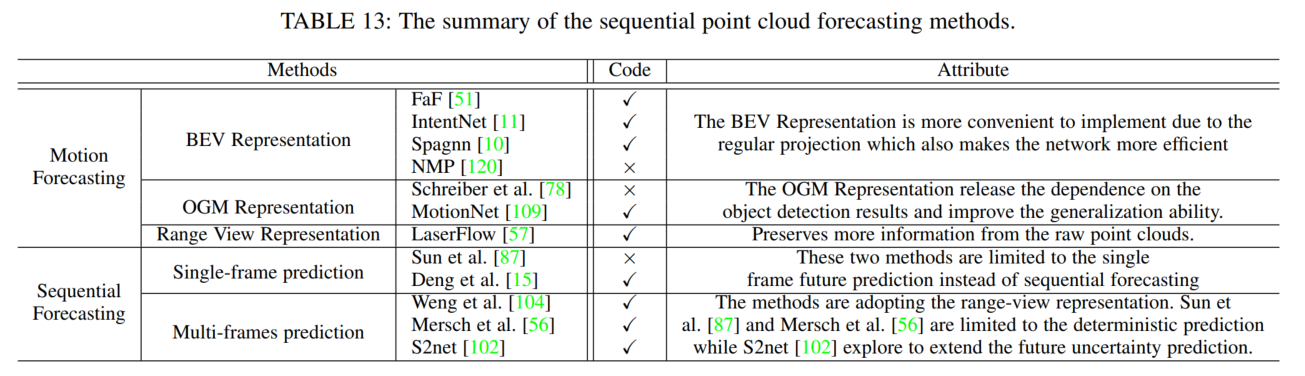 TABLE 13: The summary of the sequential point cloud forecasting methods.
Methods Code Attribute
Motion
Forecasting
BEV Representation
FaF [51] ✓
IntentNet [11] ✓
Spagnn [10] ✓
NMP [120] ×
The BEV Representation is more convenient to implement due to the
regular projection which also makes the network more efficient
OGM Representation
Schreiber et al. [78] ×
MotionNet [109] ✓
The OGM Representation release the dependence on the
object detection results and improve the generalization ability.
Range View Representation LaserFlow [57] ✓ Preserves more information from the raw point clouds.
Sequential
Forecasting
Single-frame prediction
Sun et al. [87] ×
Deng et al. [15] ✓
These two methods are limited to the single
frame future prediction instead of sequential forecasting
Multi-frames prediction
Weng et al. [104] ✓
Mersch et al. [56] ✓
S2net [102] ✓
The methods are adopting the range-view representation. Sun et
al. [87] and Mersch et al. [56] are limited to the deterministic prediction
while S2net [102] explore to extend the future uncertainty prediction.